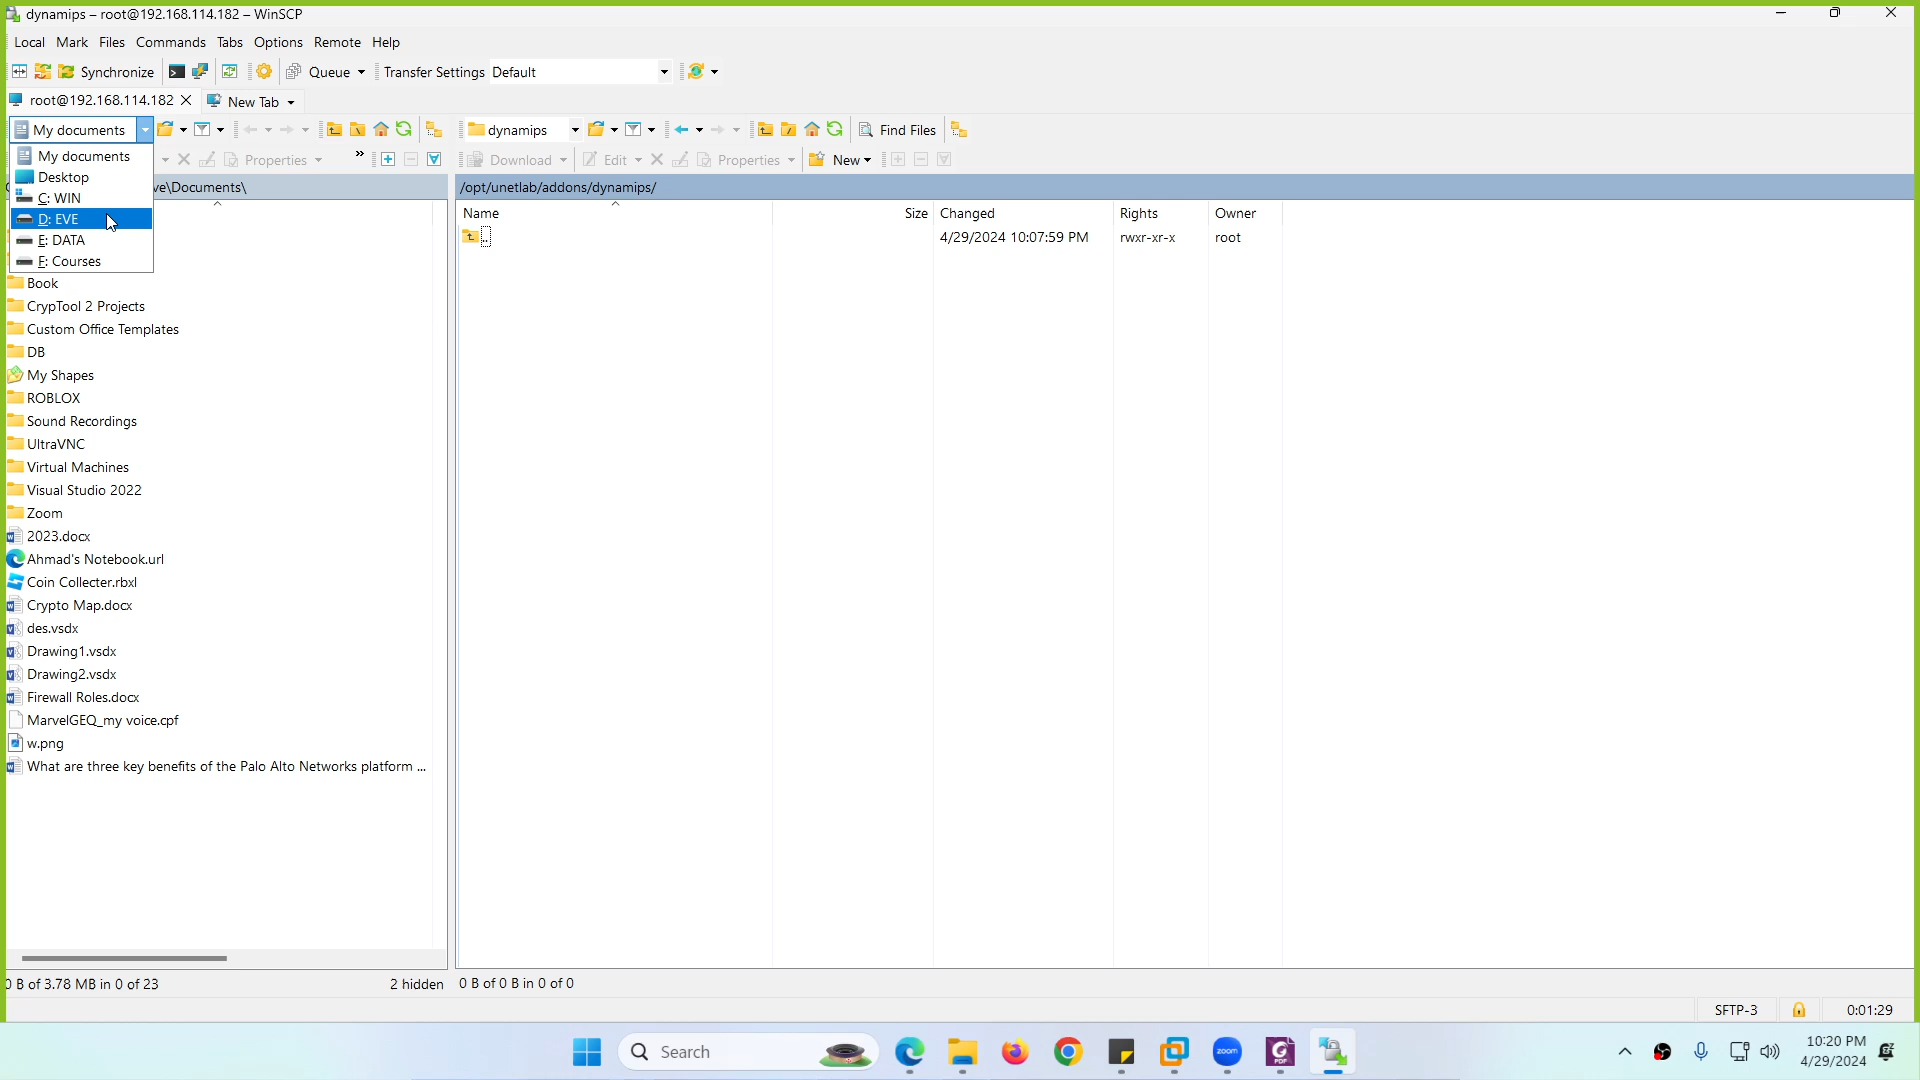 dynamips – root@192.168.114.182 – WinSCP
Local Mark Files Commands Tabs Options Remote Help
Synchronize Queue Transfer Settings Default
root@192.168.114.182 New Tab
My documents dynamips Find Files
My documents Properties Download Edit Properties New
Desktop ve\Documents\ /opt/unetlab/addons/dynamips/
C: WIN
D: EVE
E: DATA
F: Courses
Name Size Changed Rights Owner
.. 4/29/2024 10:07:59 PM rwxr-xr-x root
Book
CrypTool 2 Projects
Custom Office Templates
DB
My Shapes
ROBLOX
Sound Recordings
UltraVNC
Virtual Machines
Visual Studio 2022
Zoom
2023.docx
Ahmad's Notebook.url
Coin Collecter.rbxl
Crypto Map.docx
des.vsdx
Drawing1.vsdx
Drawing2.vsdx
Firewall Roles.docx
MarvelGEQ_my voice.cpf
w.png
What are three key benefits of the Palo Alto Networks platform ...
0 B of 3.78 MB in 0 of 23 2 hidden 0 B of 0 B in 0 of 0
SFTP-3 0:01:29
Search zoom PDF 10:20 PM
4/29/2024